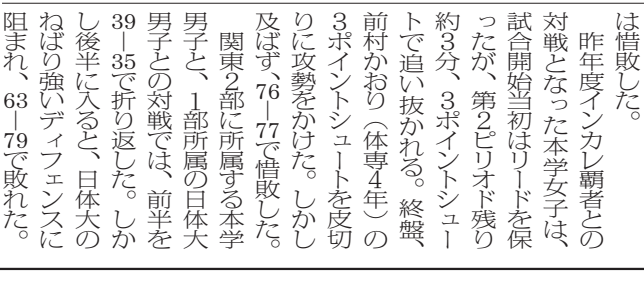 は惜敗した。
　昨年度インカレ覇者との
対戦となった本学女子は、
試合開始当初はリードを保
ったが、第2ピリオド残り
約3分、3ポイントシュー
トで追い抜かれる。終盤、
前村かおり（体専4年）の
3ポイントシュートを皮切
りに攻勢をかけた。しかし
及ばず、76―77で惜敗した。
　関東2部に所属する本学
男子と、1部所属の日体大
男子との対戦では、前半を
39―35で折り返した。しか
し後半に入ると、日体大の
ねばり強いディフェンスに
阻まれ、63―79で敗れた。